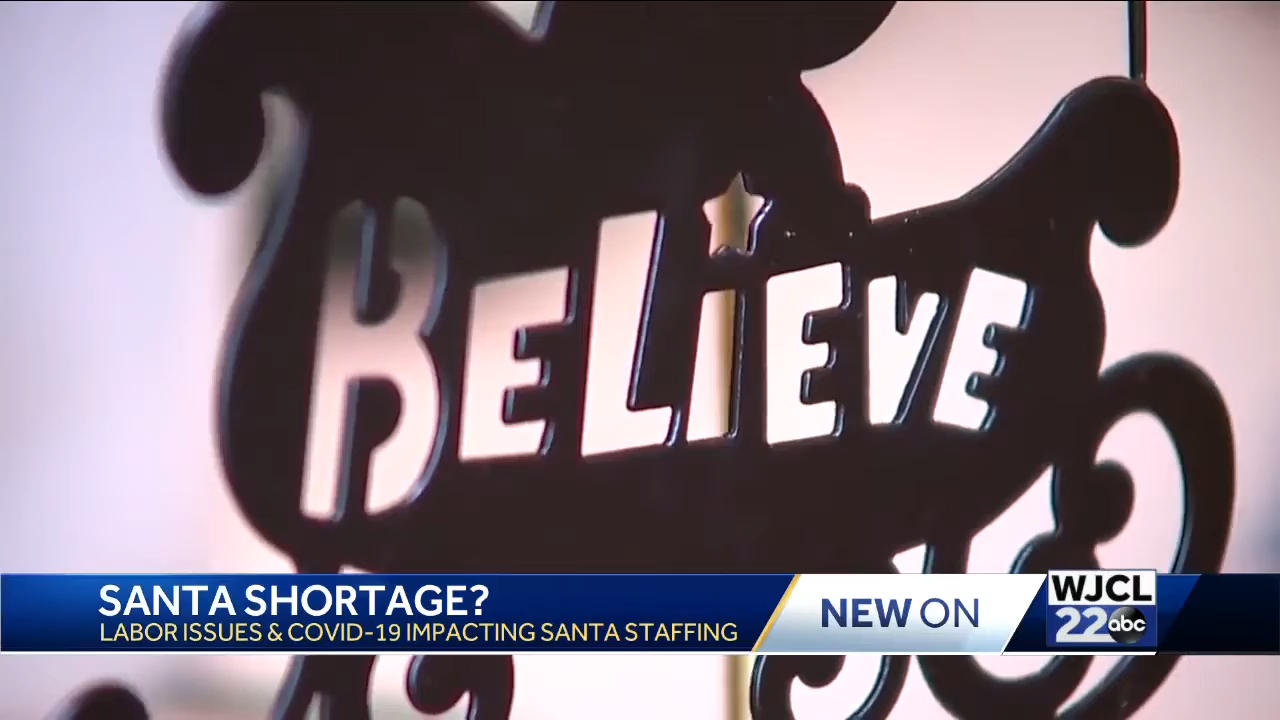 BeLiEVE
SANTA SHORTAGE?
LABOR ISSUES & COVID-19 IMPACTING SANTA STAFFING
NEW ON
WJCL
22 abc